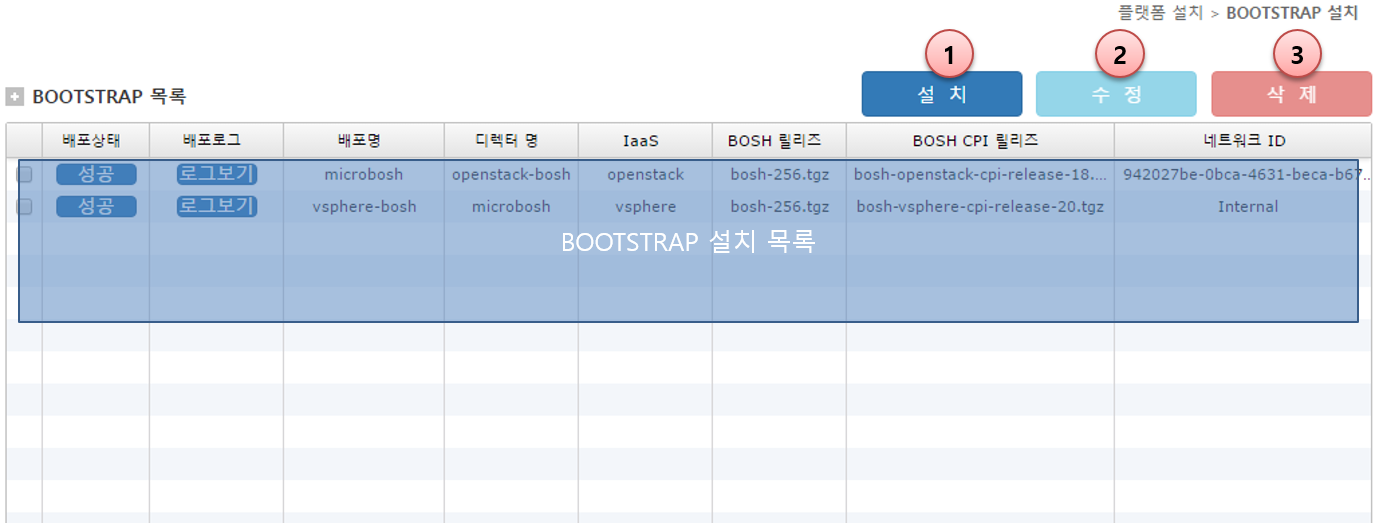 플랫폼 설치 > BOOTSTRAP 설치
1 2 3
BOOTSTRAP 목록 설 치 수 정 삭 제
배포상태 배포로그 배포명 디렉터 명 IaaS BOSH 릴리즈 BOSH CPI 릴리즈 네트워크 ID
성공 로그보기 microbosh openstack-bosh openstack bosh-256.tgz bosh-openstack-cpi-release-18.... 942027be-0bca-4631-beca-b67...
성공 로그보기 vsphere-bosh microbosh vsphere bosh-256.tgz bosh-vsphere-cpi-release-20.tgz Internal
BOOTSTRAP 설치 목록